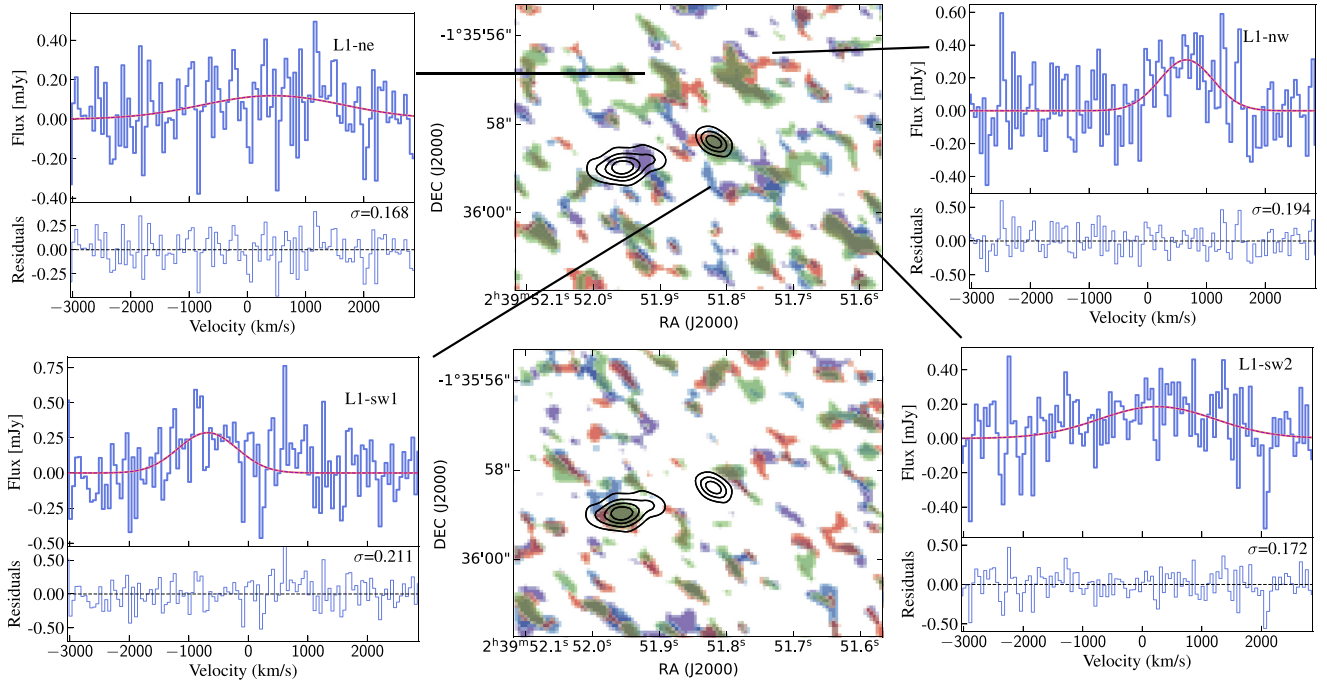 L1-ne
Flux [mJy]
0.40
0.20
0.00
-0.20
0.40
σ=0.168
Residuals
0.25
0.00
-0.25
−3000 −2000 −1000 0 1000 2000
Velocity (km/s)
DEC (J2000)
-1°35'56"
58"
36'00"
2ʰ39ᵐ52.1ˢ 52.0ˢ 51.9ˢ 51.8ˢ 51.7ˢ 51.6ˢ
RA (J2000)
L1-nw
Flux [mJy]
0.60
0.40
0.20
0.00
-0.20
0.40
0.60
σ=0.194
Residuals
0.50
0.00
-0.50
−3000 −2000 −1000 0 1000 2000
Velocity (km/s)
L1-sw1
Flux [mJy]
0.75
0.50
0.25
0.00
-0.25
-0.50
σ=0.211
Residuals
0.50
0.00
-0.50
−3000 −2000 −1000 0 1000 2000
Velocity (km/s)
DEC (J2000)
-1°35'56"
58"
36'00"
2ʰ39ᵐ52.1ˢ 52.0ˢ 51.9ˢ 51.8ˢ 51.7ˢ 51.6ˢ
RA (J2000)
L1-sw2
Flux [mJy]
0.40
0.20
0.00
-0.20
-0.40
σ=0.172
Residuals
0.50
0.00
-0.50
−3000 −2000 −1000 0 1000 2000
Velocity (km/s)